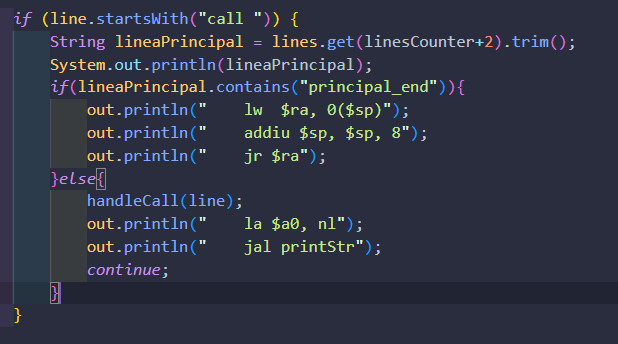 if (line.startsWith("call ")) {
    String lineaPrincipal = lines.get(linesCounter+2).trim();
    System.out.println(lineaPrincipal);
    if(lineaPrincipal.contains("principal_end")){
        out.println("    lw  $ra, 0($sp)");
        out.println("    addiu $sp, $sp, 8");
        out.println("    jr $ra");
    }else{
        handleCall(line);
        out.println("    la $a0, nl");
        out.println("    jal printStr");
        continue;
    }
}